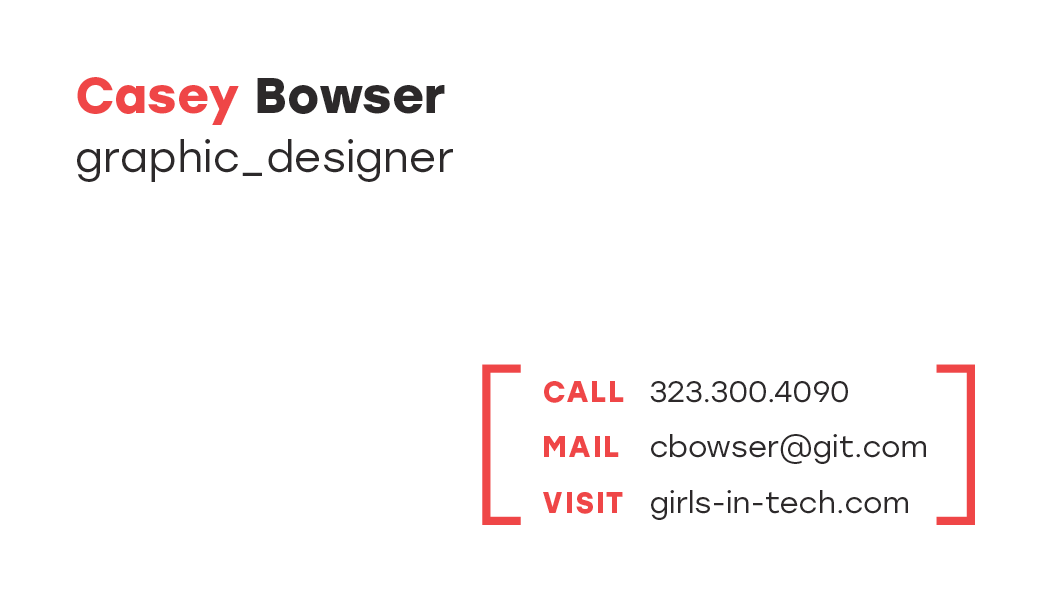 Casey Bowser
graphic_designer
CALL 323.300.4090
MAIL cbowser@git.com
VISIT girls-in-tech.com